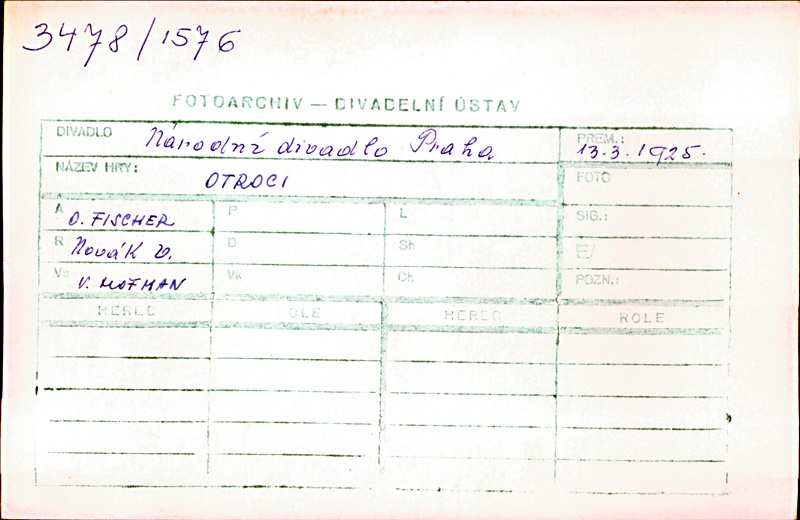 3478/1576
FOTOARCHIV — DIVADELNÍ ÚSTAV
DIVADLO Národní divadlo Praha PREM.: 13.3.1925.
NÁZEV HRY: OTROCI FOTO
A O. FISCHER P L SIG.:
R Novák V. D Sh E/
Vš V. HOFMAN Vk Ch POZN.:
HEREC ROLE HEREC ROLE